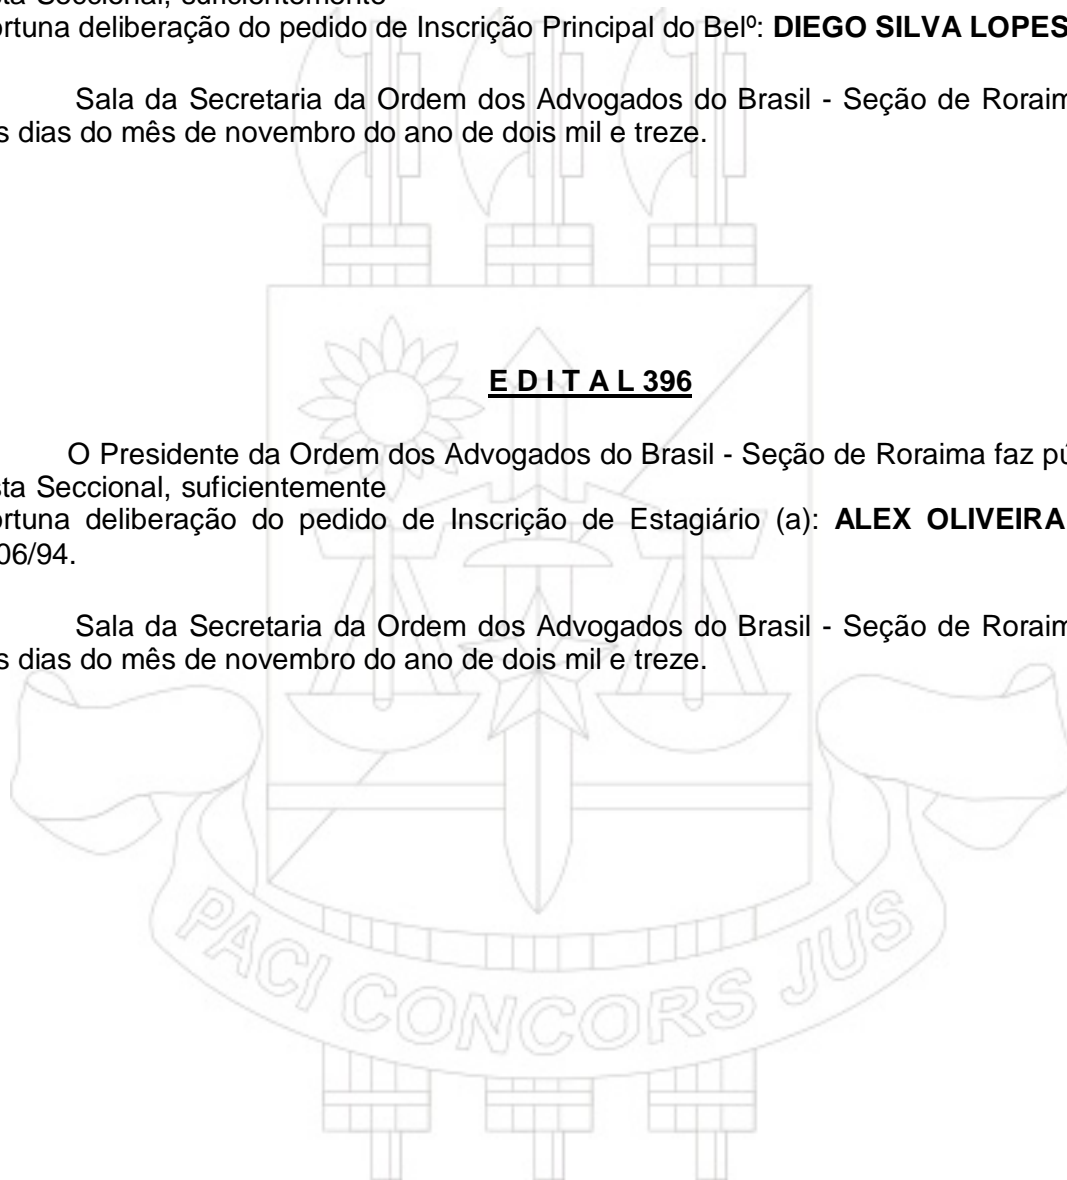 sta Seccional, suficientemente
ortuna deliberação do pedido de Inscrição Principal do Belº: DIEGO SILVA LOPES
Sala da Secretaria da Ordem dos Advogados do Brasil - Seção de Roraim
s dias do mês de novembro do ano de dois mil e treze.
E D I T A L 396
O Presidente da Ordem dos Advogados do Brasil - Seção de Roraima faz pú
sta Seccional, suficientemente
ortuna deliberação do pedido de Inscrição de Estagiário (a): ALEX OLIVEIRA
06/94.
Sala da Secretaria da Ordem dos Advogados do Brasil - Seção de Roraim
s dias do mês de novembro do ano de dois mil e treze.
PACI CONCORS JUS